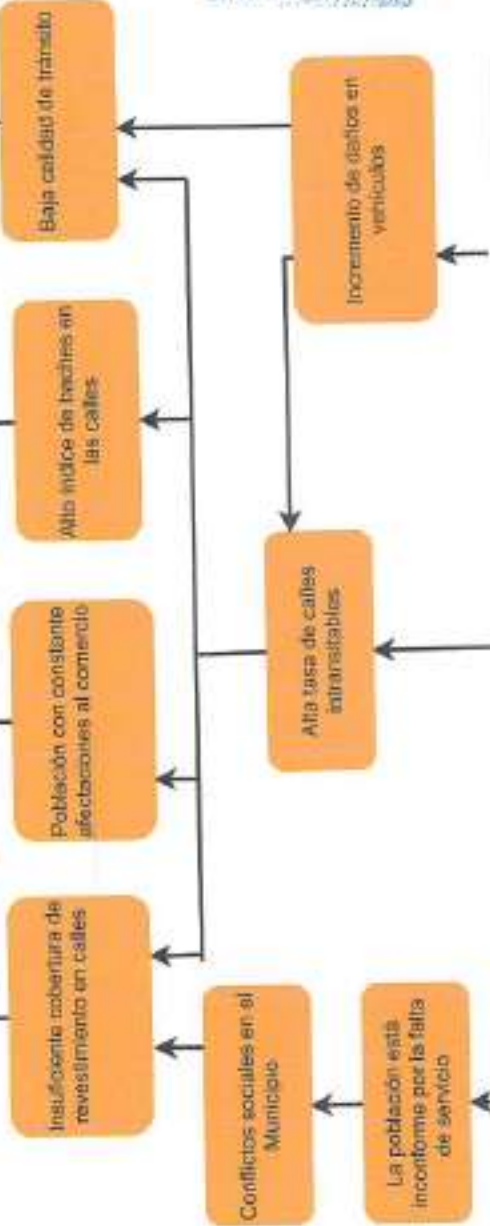 Insuficiente cobertura de
revestimiento en calles
Población con constante
afectaciones al comercio
Alto índice de baches en
las calles
Baja calidad de tránsito
Conflictos sociales en el
Municipio
La población está
inconforme por la falta
de servicio
Alta tasa de calles
intransitables
Incremento de daños en
vehículos